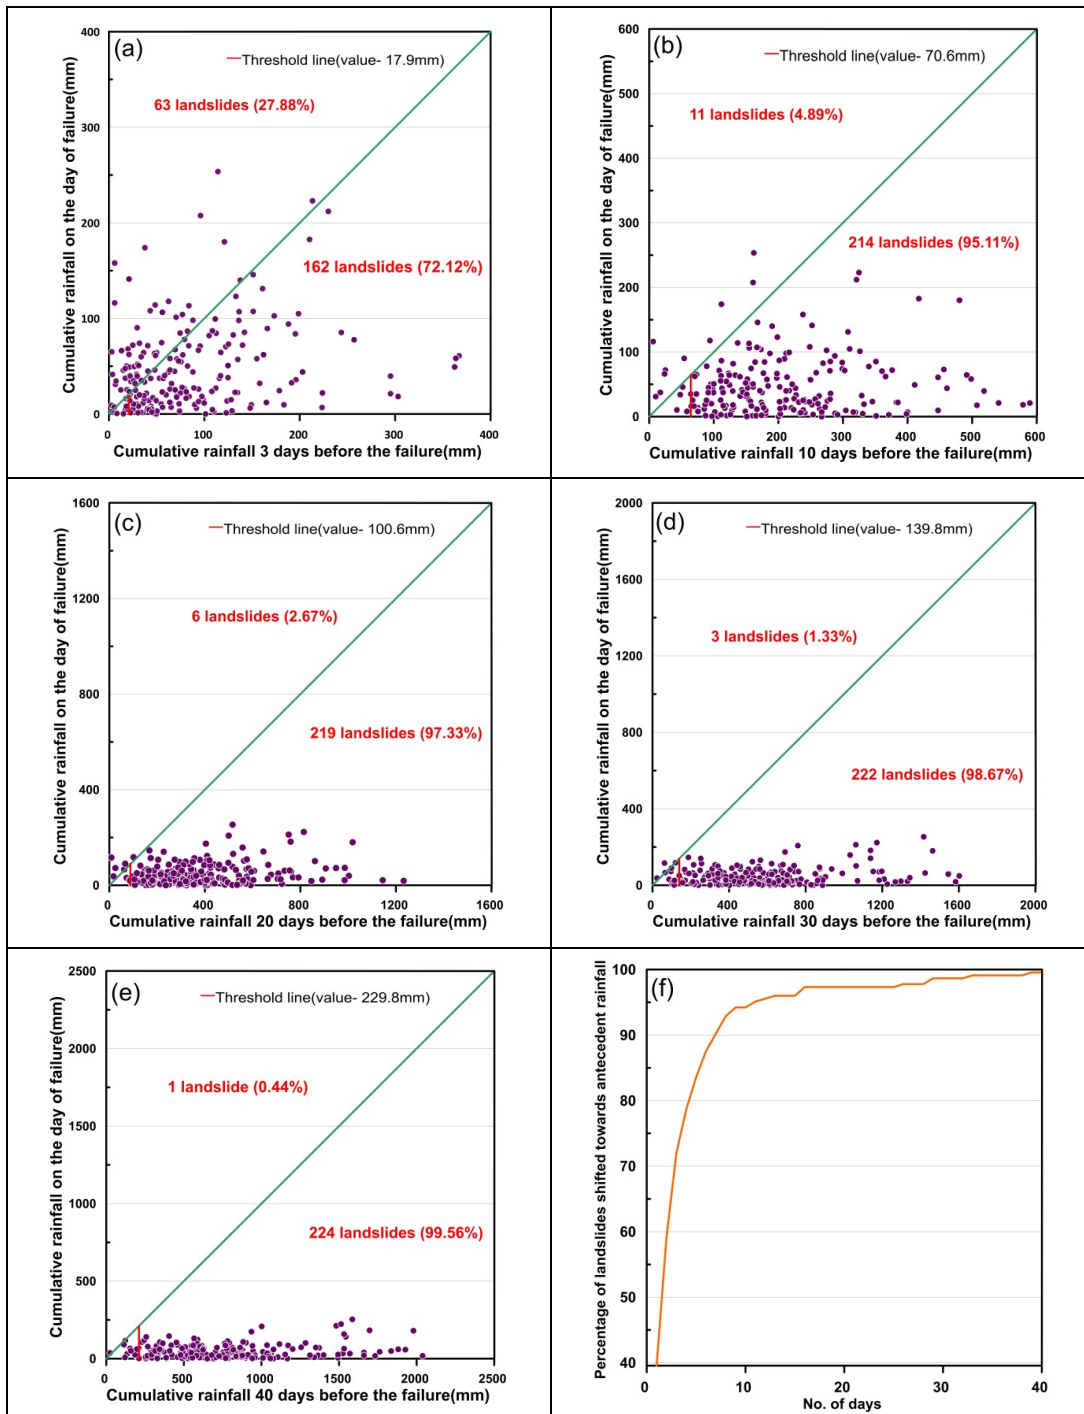 (a)
Threshold line(value- 17.9mm)
63 landslides (27.88%)
162 landslides (72.12%)
400
300
200
100
0
0 100 200 300 400
Cumulative rainfall on the day of failure(mm)
Cumulative rainfall 3 days before the failure(mm)
(b)
Threshold line(value- 70.6mm)
11 landslides (4.89%)
214 landslides (95.11%)
600
500
400
300
200
100
0
0 100 200 300 400 500 600
Cumulative rainfall on the day of failure(mm)
Cumulative rainfall 10 days before the failure(mm)
(c)
Threshold line(value- 100.6mm)
6 landslides (2.67%)
219 landslides (97.33%)
1600
1200
800
400
0
0 400 800 1200 1600
Cumulative rainfall on the day of failure(mm)
Cumulative rainfall 20 days before the failure(mm)
(d)
Threshold line(value- 139.8mm)
3 landslides (1.33%)
222 landslides (98.67%)
2000
1600
1200
800
400
0
0 400 800 1200 1600 2000
Cumulative rainfall on the day of failure(mm)
Cumulative rainfall 30 days before the failure(mm)
(e)
Threshold line(value- 229.8mm)
1 landslide (0.44%)
224 landslides (99.56%)
2500
2000
1500
1000
500
0
0 500 1000 1500 2000 2500
Cumulative rainfall on the day of failure(mm)
Cumulative rainfall 40 days before the failure(mm)
(f)
100
90
80
70
60
50
40
0 10 20 30 40
Percentage of landslides shifted towards antecedent rainfall
No. of days